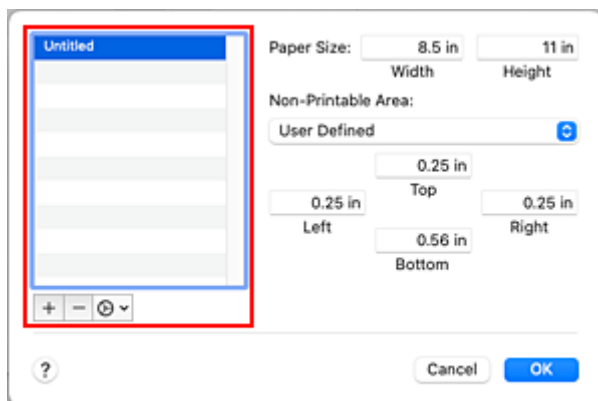 Untitled
Paper Size: 8.5 in 11 in
Width Height
Non-Printable Area:
User Defined
0.25 in
Top
0.25 in 0.25 in
Left Right
0.56 in
Bottom
+ −
? Cancel OK